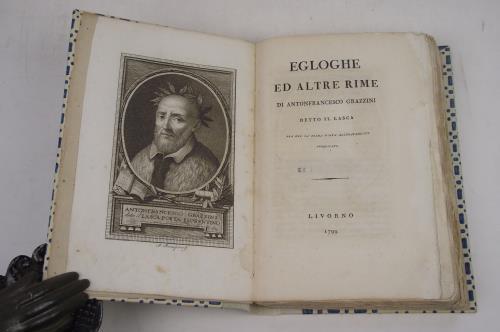 ANTONFRANCESCO GRAZZINI
detto il LASCA POETA FIORENTINO
EGLOGHE
ED ALTRE RIME
DI ANTONFRANCESCO GRAZZINI
DETTO IL LASCA
LIVORNO
1799